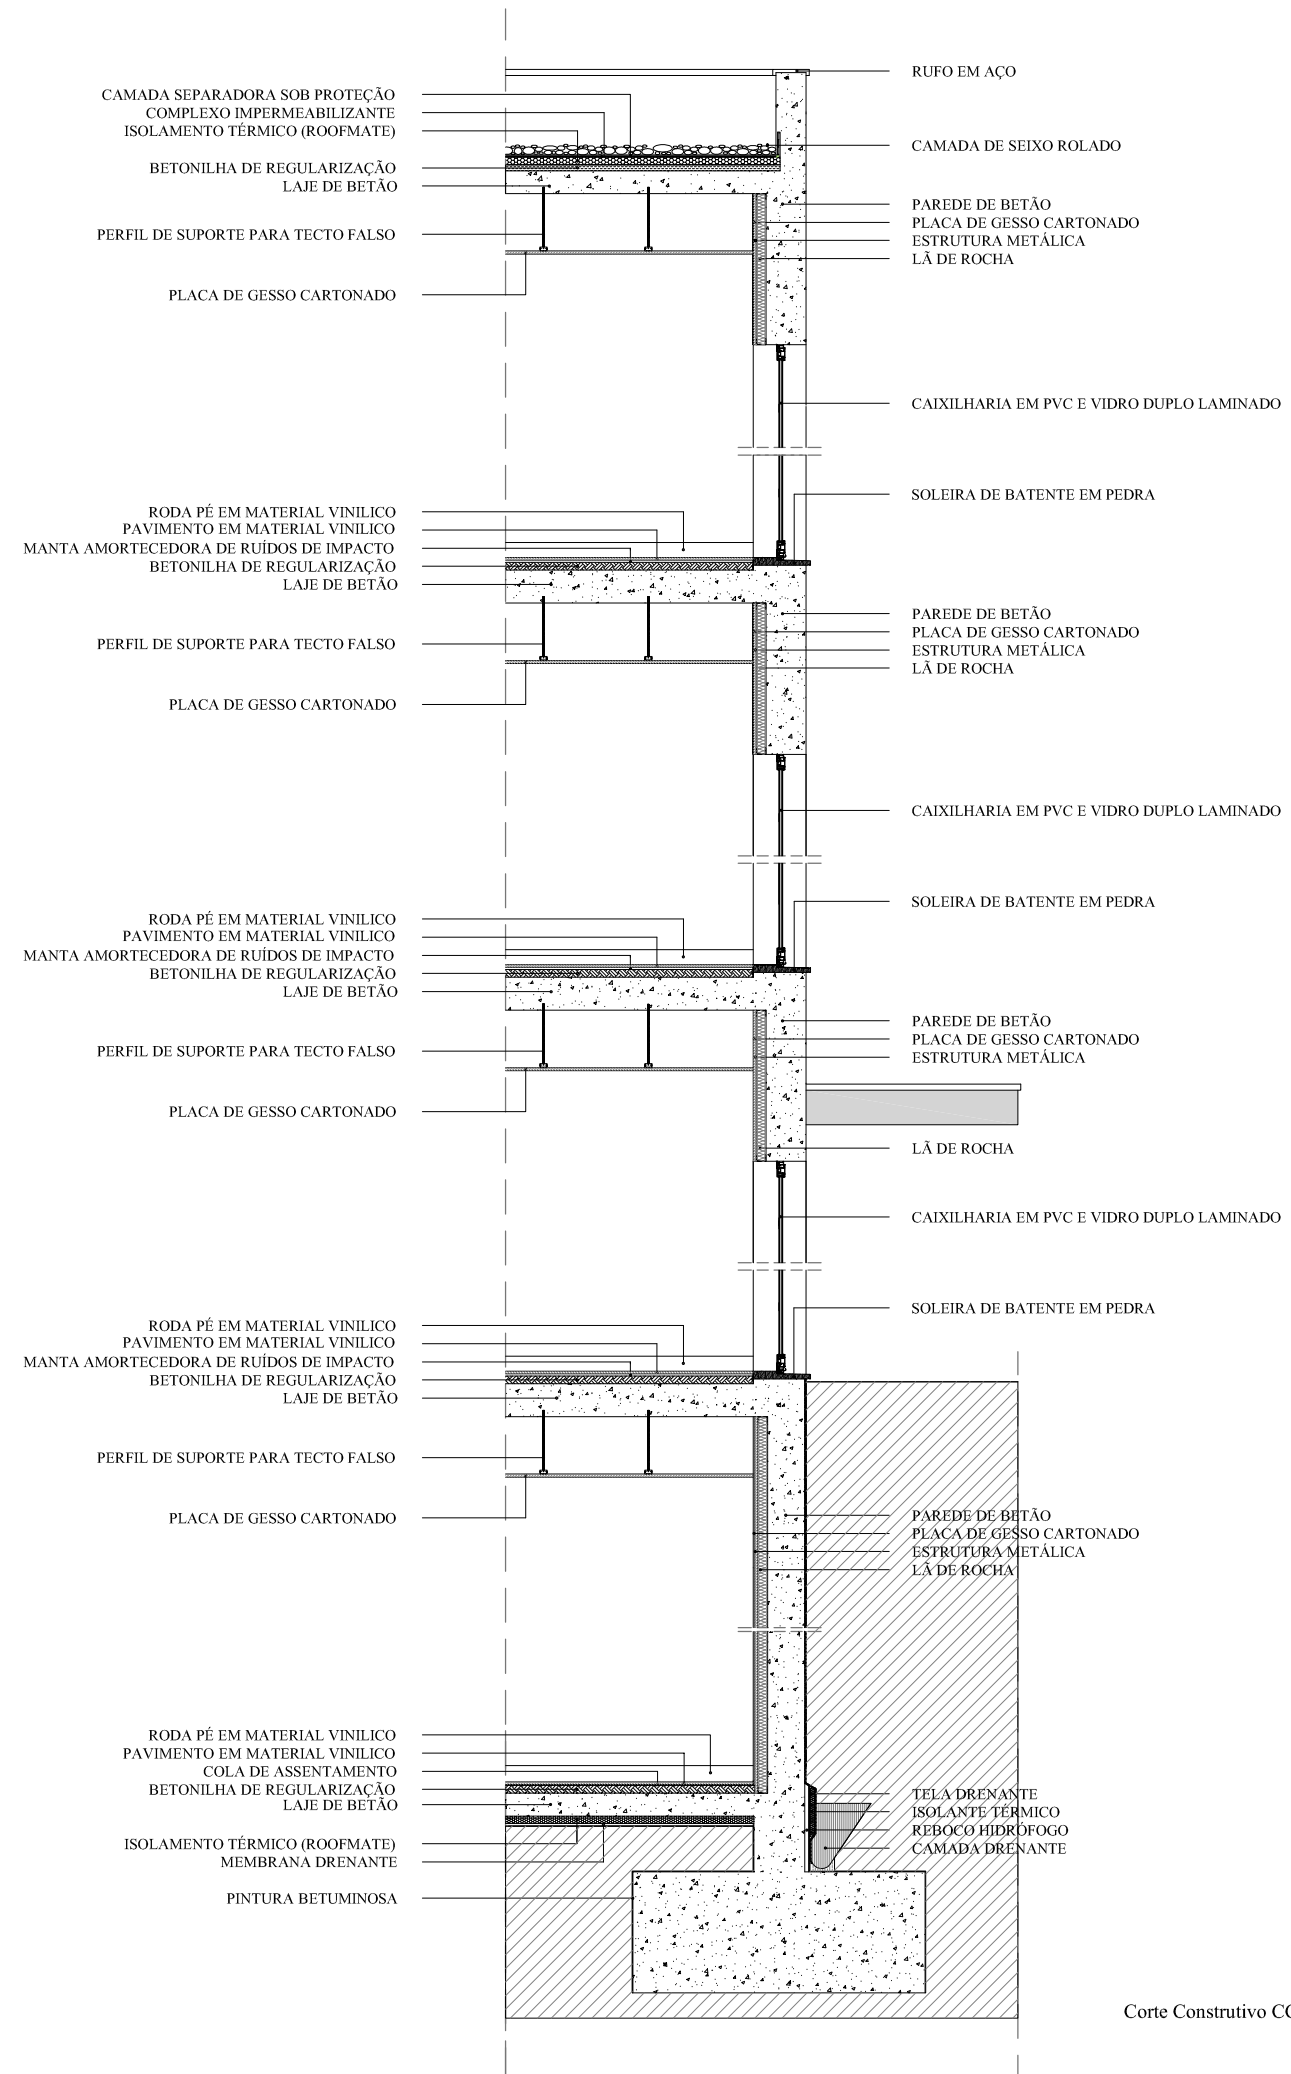 RUFO EM AÇO
CAMADA SEPARADORA SOB PROTEÇÃO
COMPLEXO IMPERMEABILIZANTE
ISOLAMENTO TÉRMICO (ROOFMATE)
CAMADA DE SEIXO ROLADO
BETONILHA DE REGULARIZAÇÃO
LAJE DE BETÃO
PAREDE DE BETÃO
PLACA DE GESSO CARTONADO
PERFIL DE SUPORTE PARA TECTO FALSO
ESTRUTURA METÁLICA
LÃ DE ROCHA
PLACA DE GESSO CARTONADO
CAIXILHARIA EM PVC E VIDRO DUPLO LAMINADO
SOLEIRA DE BATENTE EM PEDRA
RODA PÉ EM MATERIAL VINILICO
PAVIMENTO EM MATERIAL VINILICO
MANTA AMORTECEDORA DE RUÍDOS DE IMPACTO
BETONILHA DE REGULARIZAÇÃO
LAJE DE BETÃO
PAREDE DE BETÃO
PLACA DE GESSO CARTONADO
PERFIL DE SUPORTE PARA TECTO FALSO
ESTRUTURA METÁLICA
LÃ DE ROCHA
PLACA DE GESSO CARTONADO
CAIXILHARIA EM PVC E VIDRO DUPLO LAMINADO
SOLEIRA DE BATENTE EM PEDRA
RODA PÉ EM MATERIAL VINILICO
PAVIMENTO EM MATERIAL VINILICO
MANTA AMORTECEDORA DE RUÍDOS DE IMPACTO
BETONILHA DE REGULARIZAÇÃO
LAJE DE BETÃO
PAREDE DE BETÃO
PLACA DE GESSO CARTONADO
PERFIL DE SUPORTE PARA TECTO FALSO
ESTRUTURA METÁLICA
PLACA DE GESSO CARTONADO
LÃ DE ROCHA
CAIXILHARIA EM PVC E VIDRO DUPLO LAMINADO
SOLEIRA DE BATENTE EM PEDRA
RODA PÉ EM MATERIAL VINILICO
PAVIMENTO EM MATERIAL VINILICO
MANTA AMORTECEDORA DE RUÍDOS DE IMPACTO
BETONILHA DE REGULARIZAÇÃO
LAJE DE BETÃO
PERFIL DE SUPORTE PARA TECTO FALSO
PLACA DE GESSO CARTONADO
PAREDE DE BETÃO
PLACA DE GESSO CARTONADO
ESTRUTURA METÁLICA
LÃ DE ROCHA
RODA PÉ EM MATERIAL VINILICO
PAVIMENTO EM MATERIAL VINILICO
COLA DE ASSENTAMENTO
BETONILHA DE REGULARIZAÇÃO
LAJE DE BETÃO
TELA DRENANTE
ISOLANTE TÉRMICO
REBOCO HIDRÓFOGO
CAMADA DRENANTE
ISOLAMENTO TÉRMICO (ROOFMATE)
MEMBRANA DRENANTE
PINTURA BETUMINOSA
Corte Construtivo